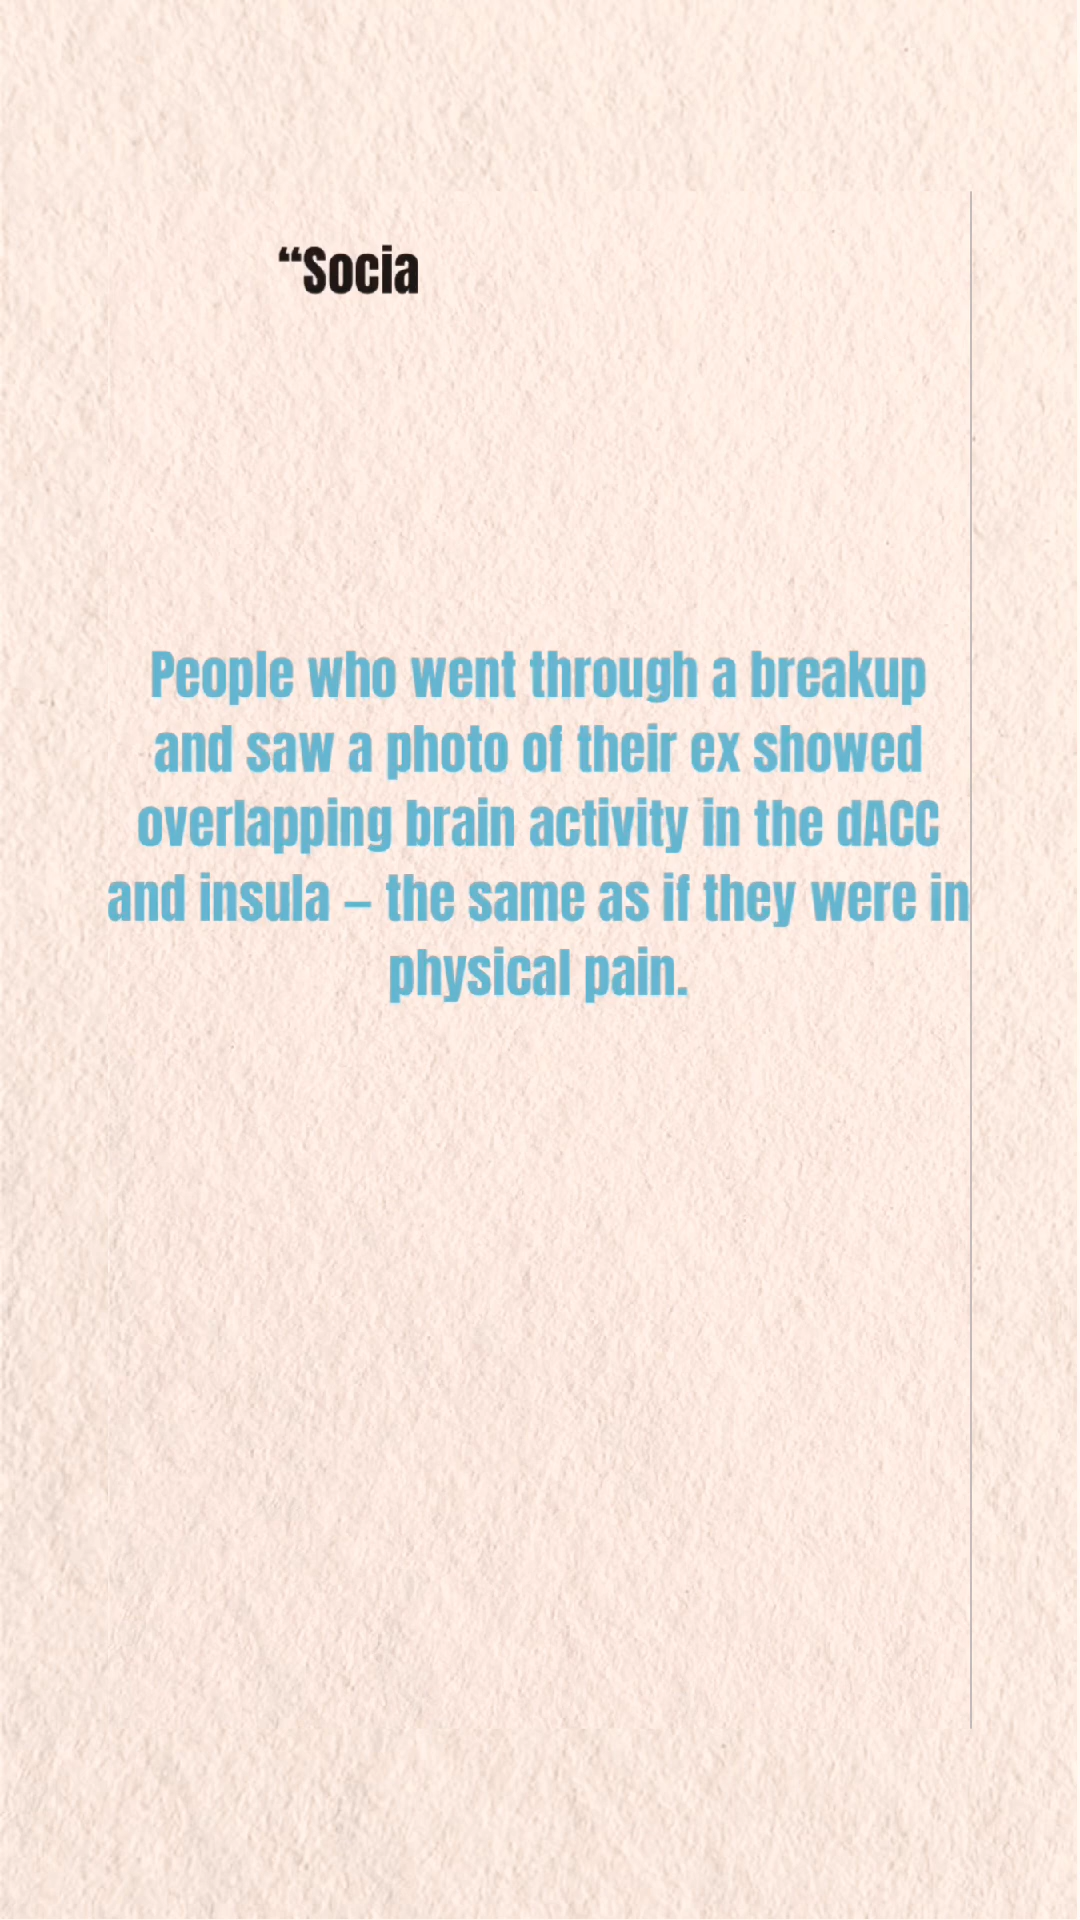 “Socia
People who went through a breakup
and saw a photo of their ex showed
overlapping brain activity in the dACC
and insula – the same as if they were in
physical pain.